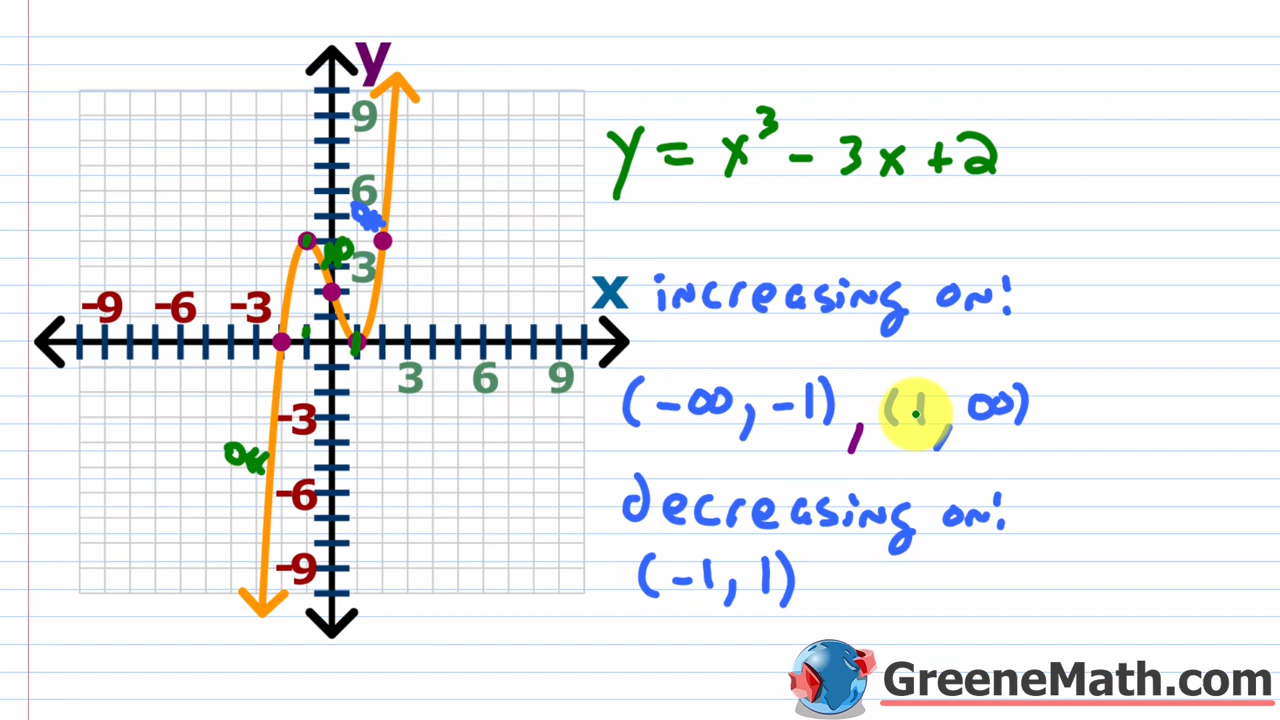 y
9
6
3
-9 -6 -3
x
3 6 9
-3
-6
-9
y = x³ - 3x + 2
increasing on:
(-∞, -1), (1, ∞)
decreasing on:
(-1, 1)
GreeneMath.com